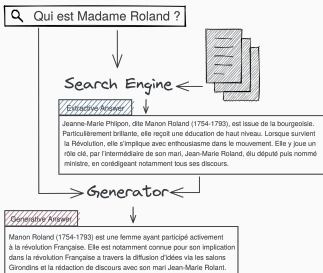 Qui est Madame Roland ?
Search Engine
Extractive Answer
Jeanne-Marie Philpon, dite Manon Roland (1754-1793), est issue de la bourgeoisie.
Particulièrement brillante, elle reçoit une éducation de haut niveau. Lorsque survient
la Révolution, elle s'implique avec enthousiasme dans le mouvement. Elle y joue un
rôle clé, par l'intermédiaire de son mari, Jean-Marie Roland, élu député puis nommé
ministre, en corédigeant notamment tous ses discours.
Generator
Generative Answer
Manon Roland (1754-1793) est une femme ayant participé activement
à la révolution Française. Elle est notamment connue pour son implication
dans la révolution Française a travers la diffusion d'idées via les salons
Girondins et la rédaction de discours avec son mari Jean-Marie Rolant.